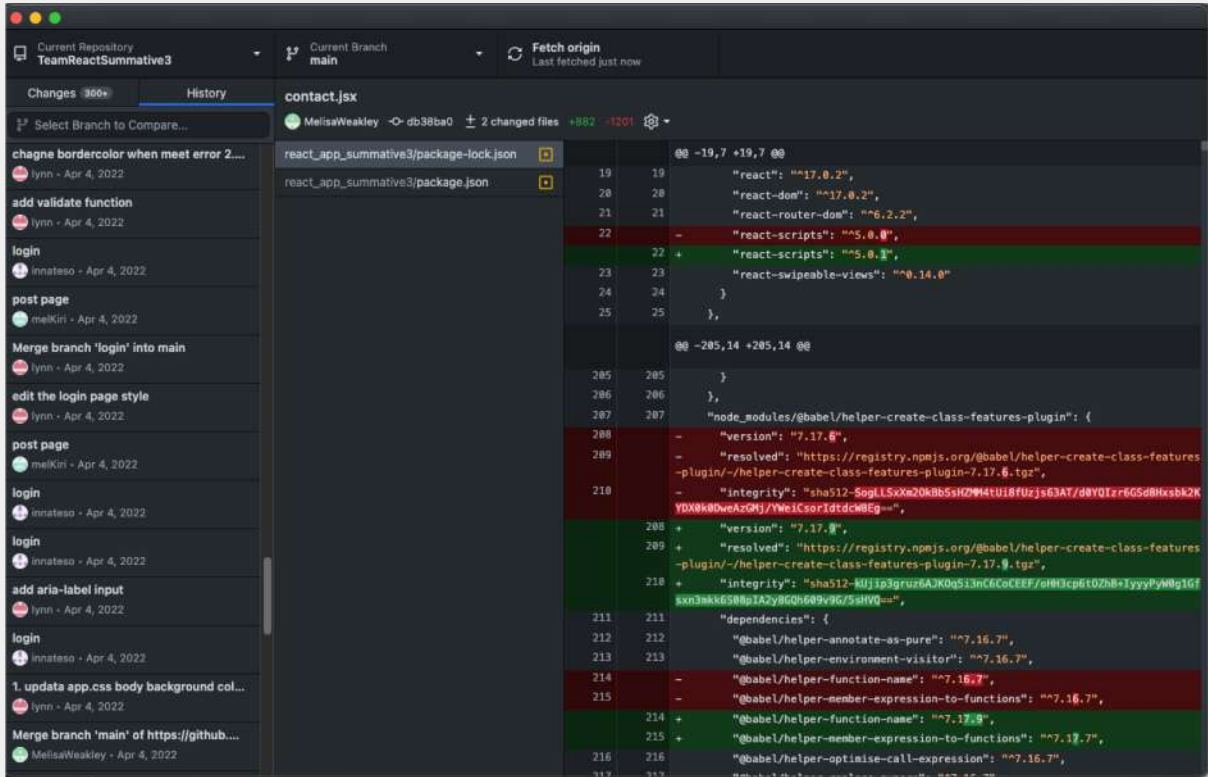 Current Repository
TeamReactSummative3
Current Branch
main
Fetch origin
Last fetched just now
Changes 300+
History
Select Branch to Compare...
chagne bordercolor when meet error 2....
lynn • Apr 4, 2022
add validate function
lynn • Apr 4, 2022
login
innateso • Apr 4, 2022
post page
melKiri • Apr 4, 2022
Merge branch 'login' into main
lynn • Apr 4, 2022
edit the login page style
lynn • Apr 4, 2022
post page
melKiri • Apr 4, 2022
login
innateso • Apr 4, 2022
login
innateso • Apr 4, 2022
add aria-label input
lynn • Apr 4, 2022
login
innateso • Apr 4, 2022
1. updata app.css body background col...
lynn • Apr 4, 2022
Merge branch 'main' of https://github....
MelisaWeakley • Apr 4, 2022
contact.jsx
MelisaWeakley db38ba0 2 changed files +882 -1201
react_app_summative3/package-lock.json
react_app_summative3/package.json
@@ -19,7 +19,7 @@
19 19 "react": "^17.0.2",
20 20 "react-dom": "^17.0.2",
21 21 "react-router-dom": "^6.2.2",
22 - "react-scripts": "^5.0.0",
22 + "react-scripts": "^5.0.1",
23 23 "react-swipeable-views": "^0.14.0"
24 24 }
25 25 },
@@ -205,14 +205,14 @@
205 205 }
206 206 },
207 207 "node_modules/@babel/helper-create-class-features-plugin": {
208 - "version": "7.17.6",
209 - "resolved": "https://registry.npmjs.org/@babel/helper-create-class-features
-plugin/-/helper-create-class-features-plugin-7.17.6.tgz",
210 - "integrity":
208 + "version": "7.17.9",
209 + "resolved": "https://registry.npmjs.org/@babel/helper-create-class-features
-plugin/-/helper-create-class-features-plugin-7.17.9.tgz",
210 + "integrity":
211 211 "dependencies": {
212 212 "@babel/helper-annotate-as-pure": "^7.16.7",
213 213 "@babel/helper-environment-visitor": "^7.16.7",
214 - "@babel/helper-function-name": "^7.16.7",
215 - "@babel/helper-member-expression-to-functions": "^7.16.7",
214 + "@babel/helper-function-name": "^7.17.9",
215 + "@babel/helper-member-expression-to-functions": "^7.17.7",
216 216 "@babel/helper-optimise-call-expression": "^7.16.7",